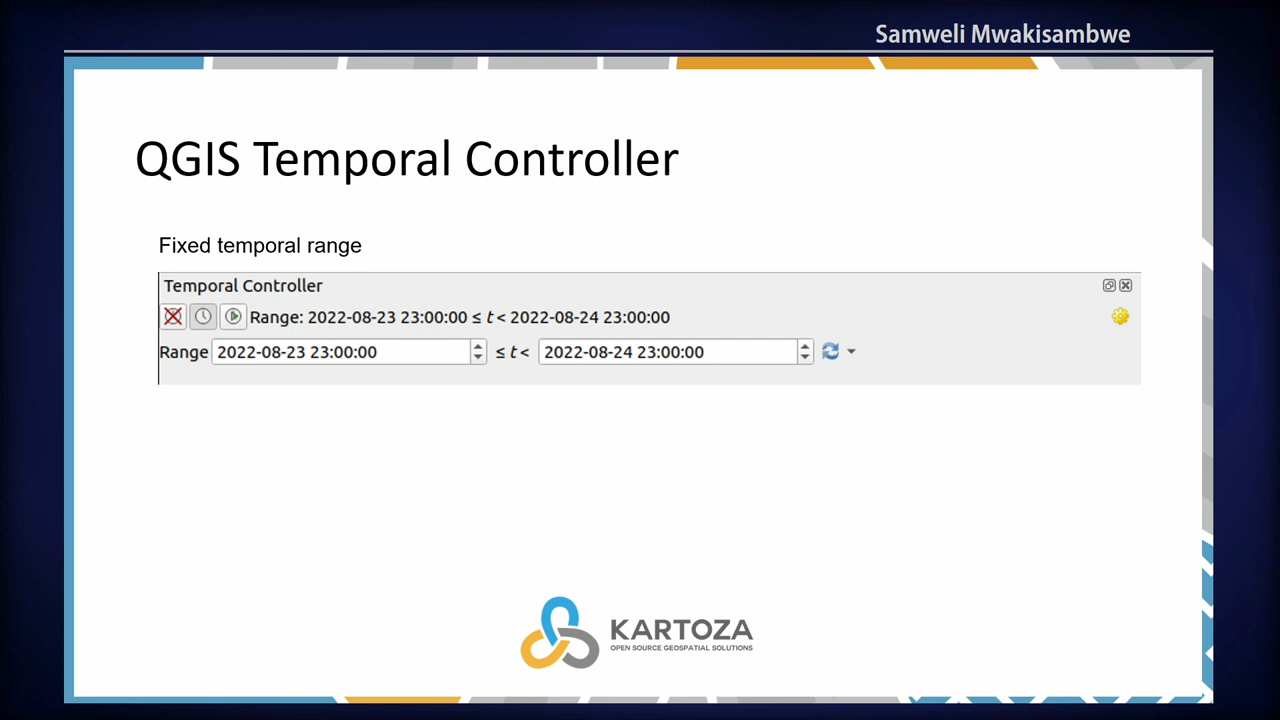 Samweli Mwakisambwe
QGIS Temporal Controller
Fixed temporal range
Temporal Controller
Range: 2022-08-23 23:00:00 ≤ t < 2022-08-24 23:00:00
Range 2022-08-23 23:00:00 ≤ t < 2022-08-24 23:00:00
KARTOZA
OPEN SOURCE GEOSPATIAL SOLUTIONS